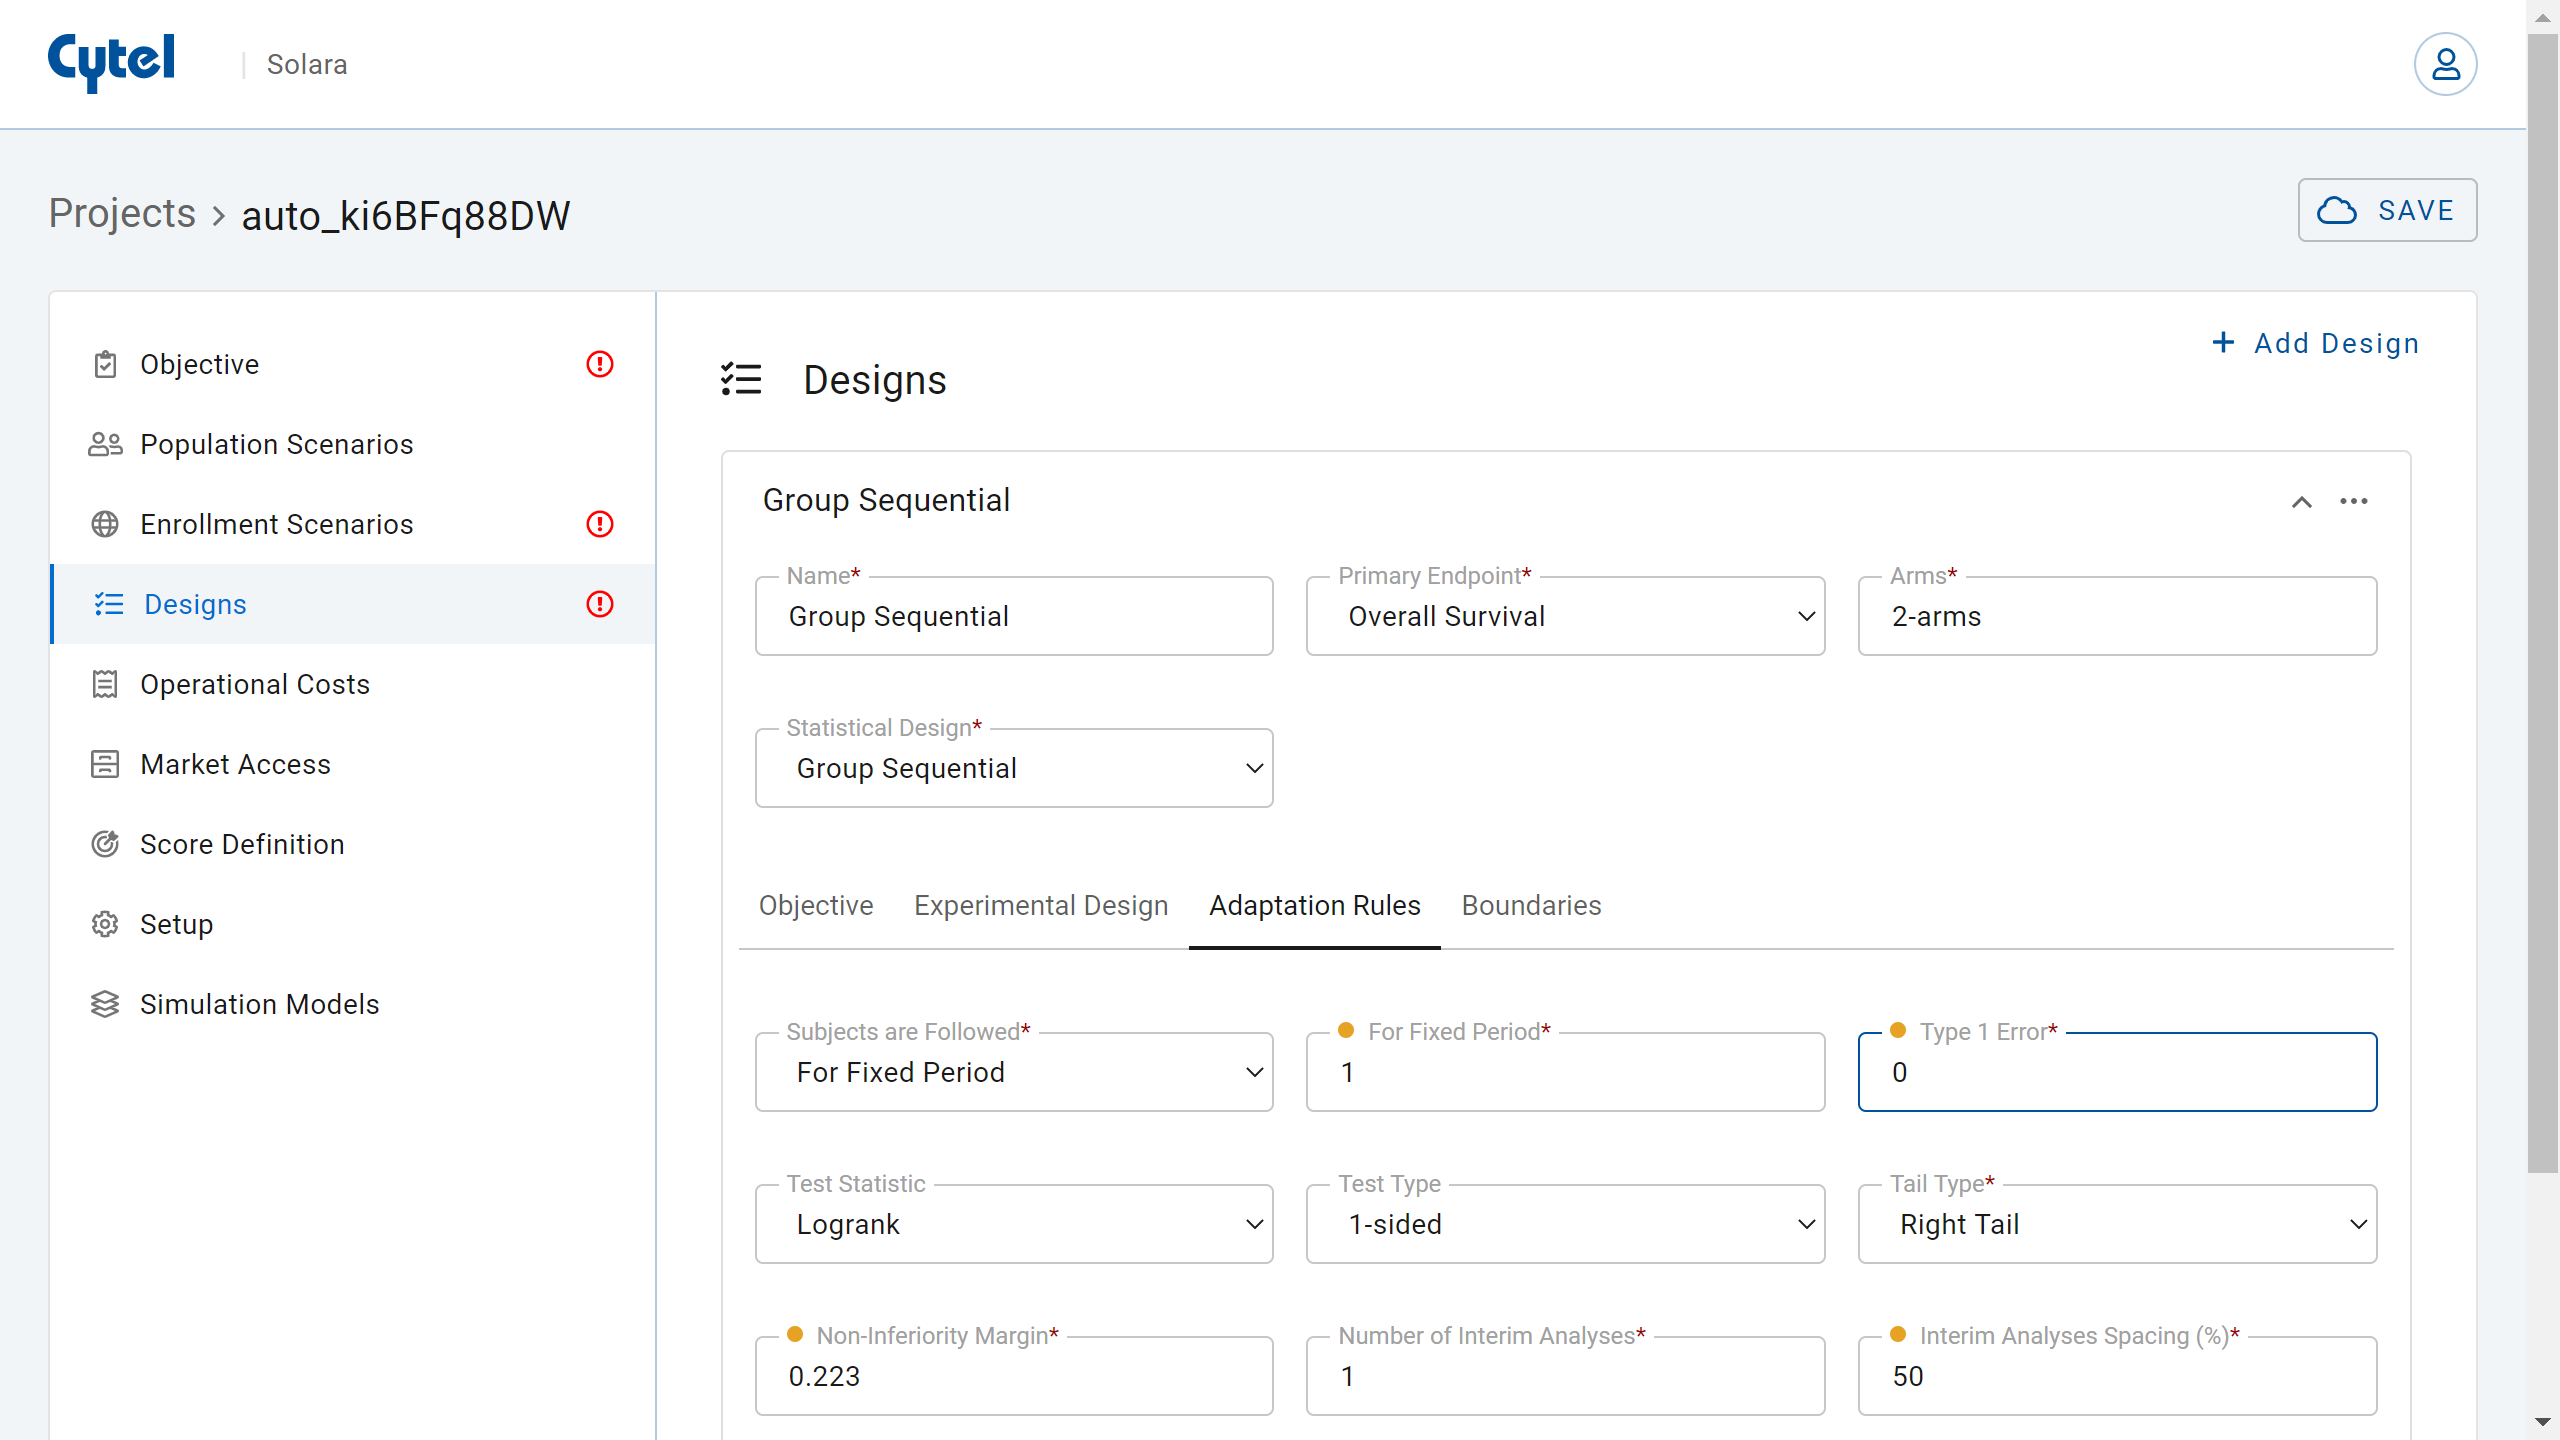 Cytel | Solara
Projects > auto_ki6BFq88DW
SAVE
Objective
Population Scenarios
Enrollment Scenarios
Designs
Operational Costs
Market Access
Score Definition
Setup
Simulation Models
+ Add Design
Designs
Group Sequential
Name*
Group Sequential
Primary Endpoint*
Overall Survival
Arms*
2-arms
Statistical Design*
Group Sequential
Objective Experimental Design Adaptation Rules Boundaries
Subjects are Followed*
For Fixed Period
For Fixed Period*
1
Type 1 Error*
0
Test Statistic
Logrank
Test Type
1-sided
Tail Type*
Right Tail
Non-Inferiority Margin*
0.223
Number of Interim Analyses*
1
Interim Analyses Spacing (%)*
50